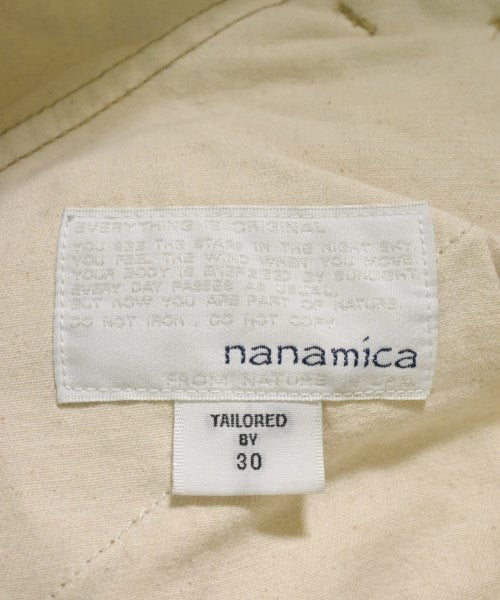 EVERYTHING IS ORIGINAL
YOU SEE THE STARS IN THE NIGHT SKY
YOU FEEL THE WIND WHEN YOU MOVE
YOUR BODY IS ENERGIZED BY SUNLIGHT
EVERY DAY PASSES AS USUAL,
BUT NOW YOU ARE PART OF NATURE
DO NOT IRON , DO NOT COPY
nanamica
FROM NATURE
TAILORED
BY
30